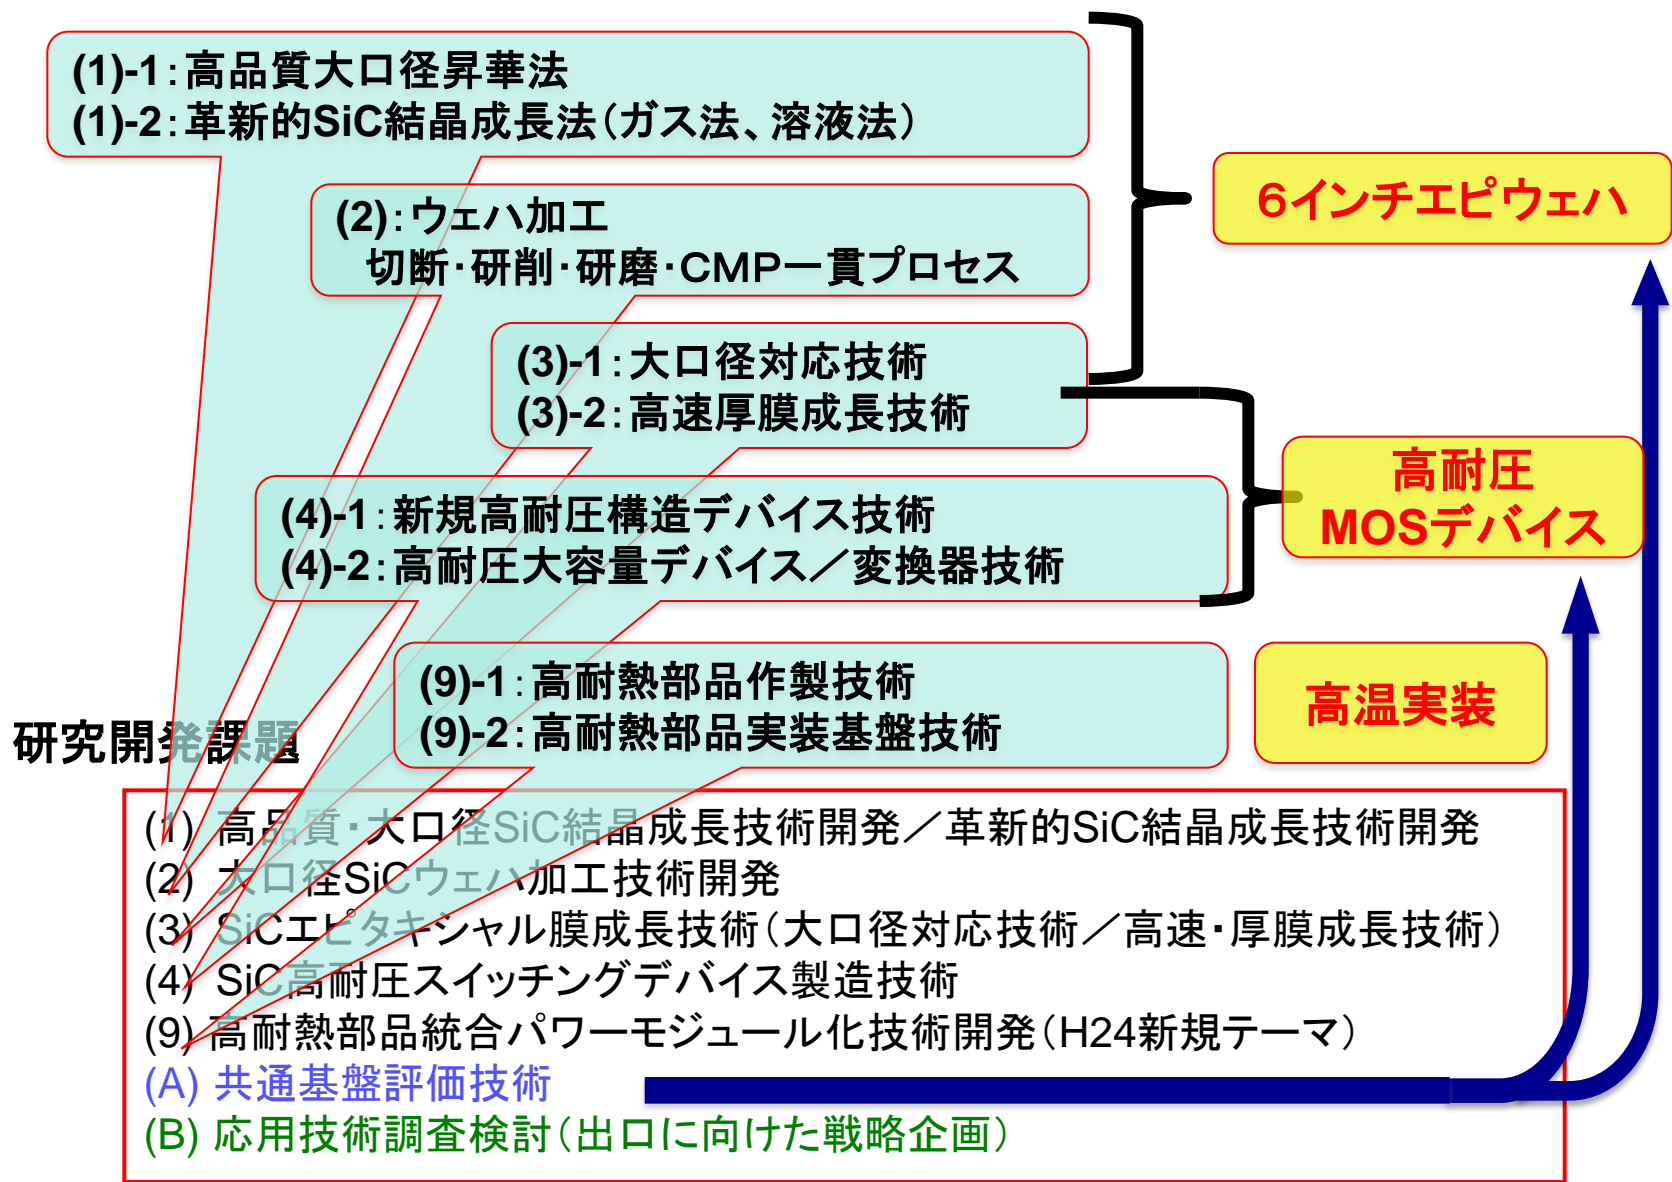 (1)-1：高品質大口径昇華法
(1)-2：革新的SiC結晶成長法（ガス法、溶液法）
６インチエピウェハ
(2)：ウェハ加工
切断・研削・研磨・CMP一貫プロセス
(3)-1：大口径対応技術
(3)-2：高速厚膜成長技術
高耐圧
MOSデバイス
(4)-1：新規高耐圧構造デバイス技術
(4)-2：高耐圧大容量デバイス／変換器技術
(9)-1：高耐熱部品作製技術
(9)-2：高耐熱部品実装基盤技術
高温実装
研究開発課題
(1) 高品質・大口径SiC結晶成長技術開発／革新的SiC結晶成長技術開発
(2) 大口径SiCウェハ加工技術開発
(3) SiCエピタキシャル膜成長技術（大口径対応技術／高速・厚膜成長技術）
(4) SiC高耐圧スイッチングデバイス製造技術
(9) 高耐熱部品統合パワーモジュール化技術開発（H24新規テーマ）
(A) 共通基盤評価技術
(B) 応用技術調査検討（出口に向けた戦略企画）